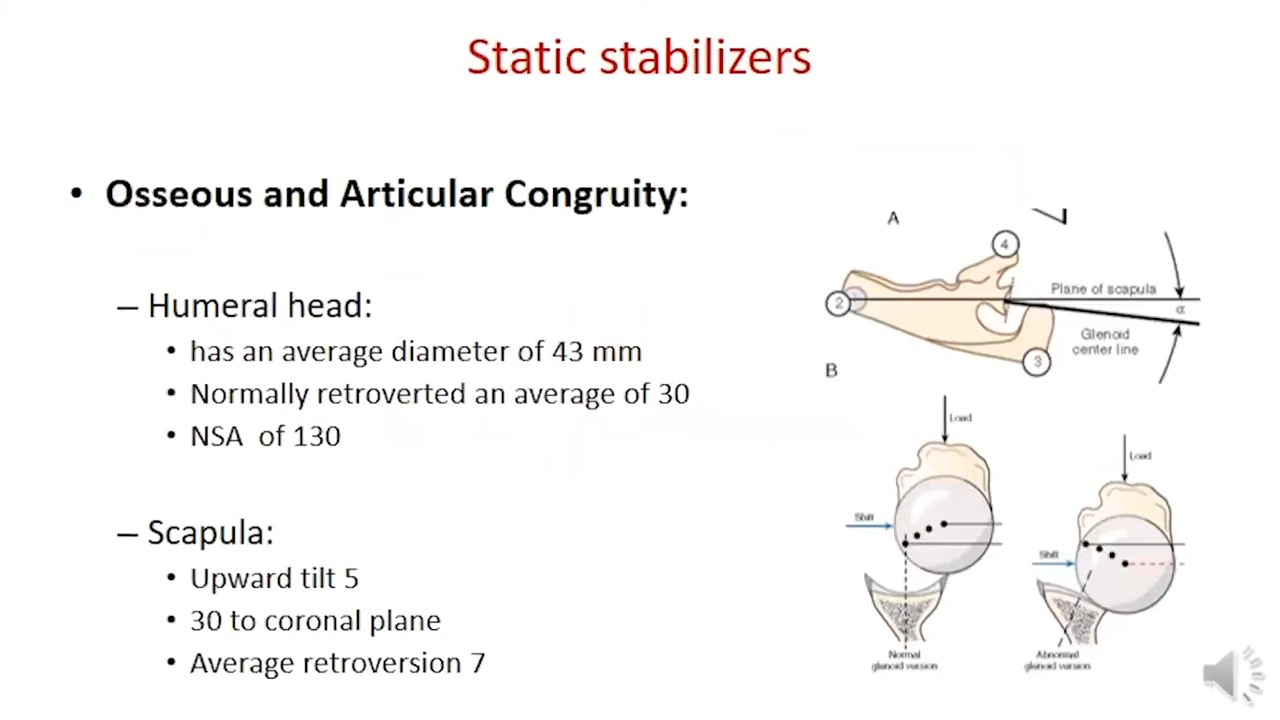 Static stabilizers
• Osseous and Articular Congruity:
– Humeral head:
• has an average diameter of 43 mm
• Normally retroverted an average of 30
• NSA of 130
– Scapula:
• Upward tilt 5
• 30 to coronal plane
• Average retroversion 7
A
4
Plane of scapula
2
α
Glenoid
center line
3
B
Load
Load
Shift
Shift
Normal
glenoid version
Abnormal
glenoid version